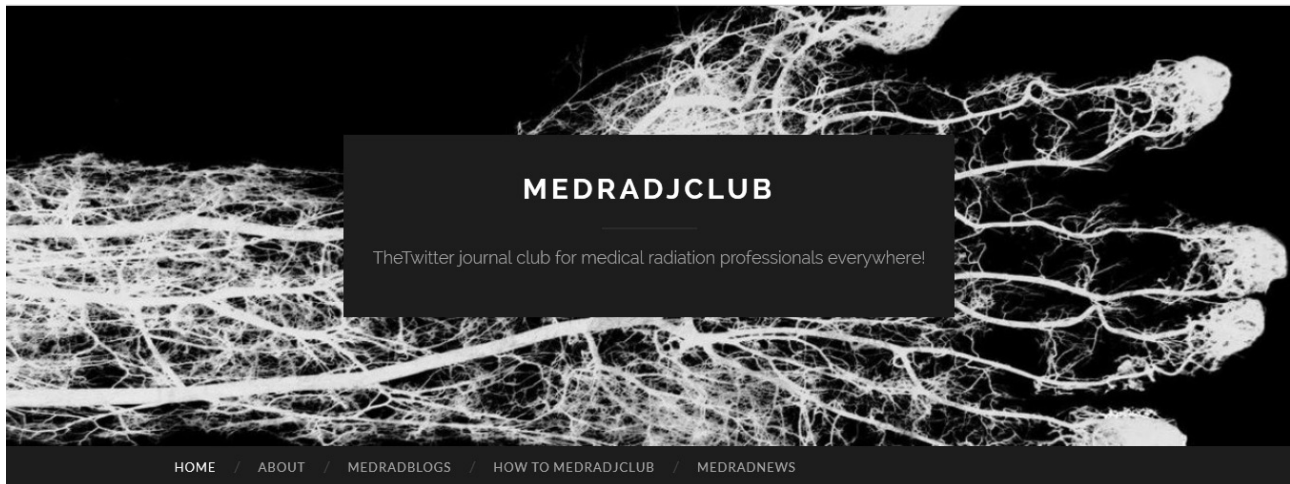 MEDRADJCLUB
TheTwitter journal club for medical radiation professionals everywhere!
HOME / ABOUT / MEDRADBLOGS / HOW TO MEDRADJCLUB / MEDRADNEWS